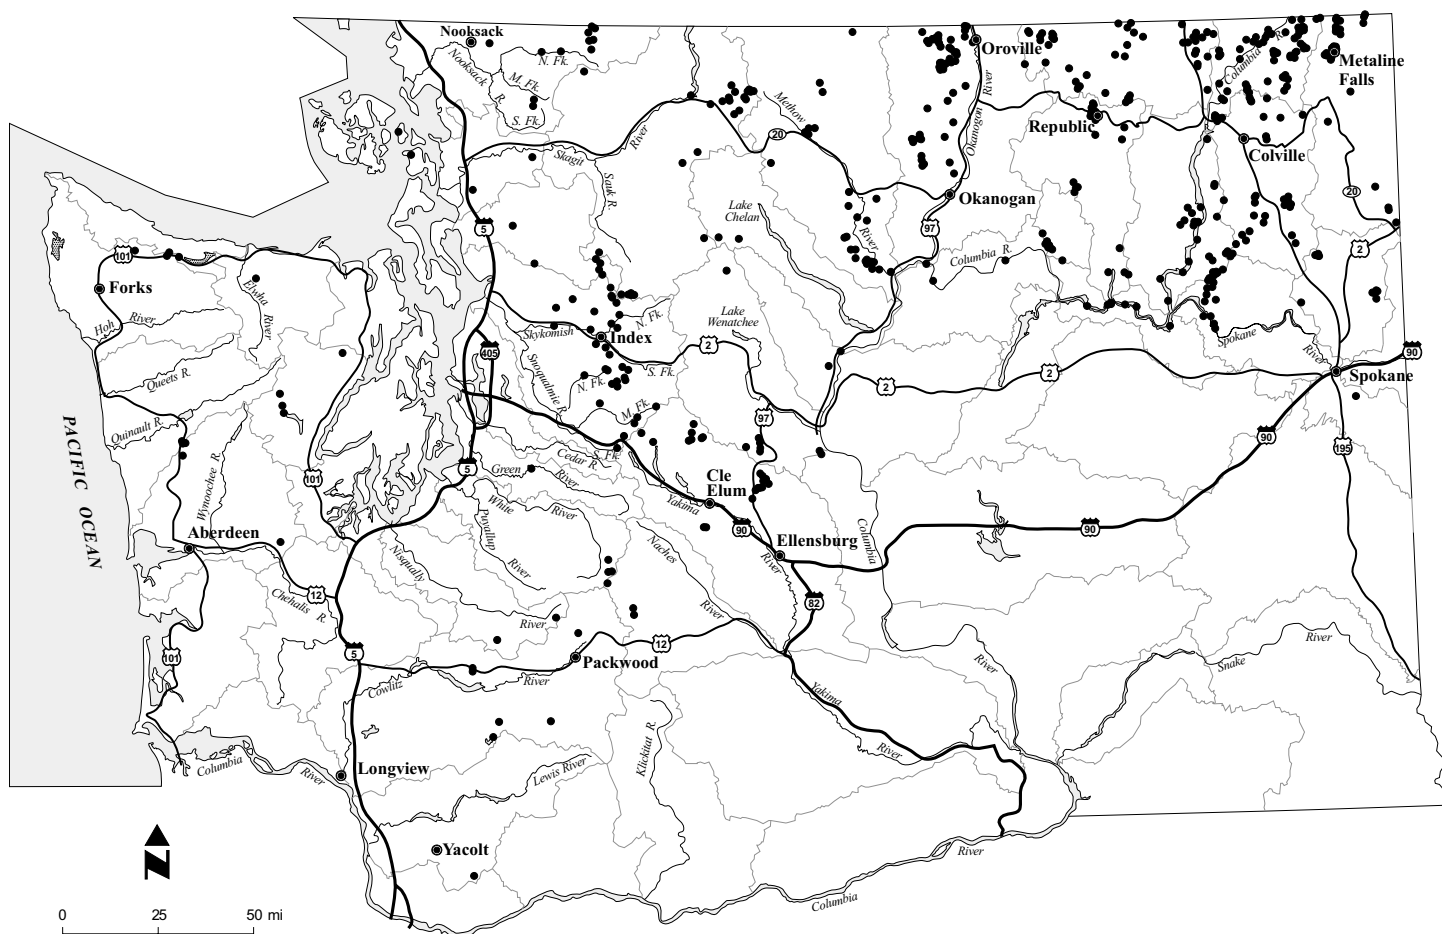 Nooksack
Nooksack
R.
N. Fk.
M. Fk.
S. Fk.
Oroville
River
Okanogan
Methow
River
20
Republic
Columbia
R.
Metaline
Falls
Colville
20
Skagit
River
Sauk R.
Lake
Chelan
Okanogan
97
Columbia R.
2
5
101
Forks
Elwha
River
Hoh
River
Queets R.
Quinault R.
Wynoochee R.
PACIFIC OCEAN
405
Skykomish
N. Fk.
Index
S. Fk.
Lake
Wenatchee
2
Snoqualmie R.
N. Fk.
M. Fk.
S. Fk.
Cedar R.
Green
River
White
River
Puyallup
River
97
2
2
Spokane
River
90
Spokane
90
195
Cle
Elum
Yakima
River
90
Ellensburg
Columbia
90
82
5
101
Aberdeen
12
Chehalis R.
Nisqually
River
Naches
River
101
5
12
Packwood
Cowlitz
River
Yakima
River
River
Snake
River
Columbia
River
Longview
Lewis River
Klickitat R.
Yacolt
Columbia
River
N
0 25 50 mi